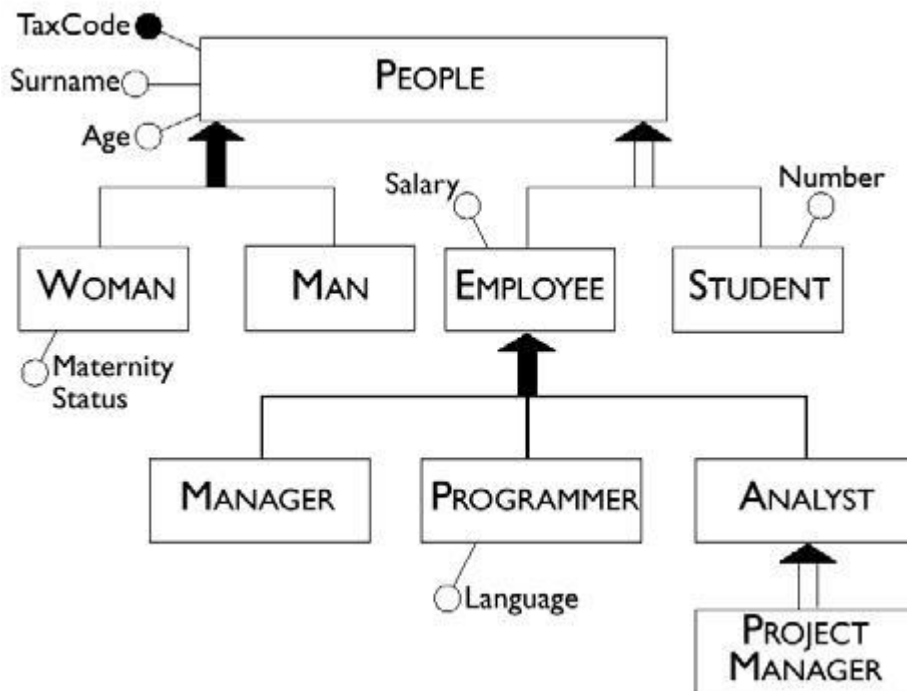 TaxCode
PEOPLE
Surname
Age
Salary
Number
WOMAN
MAN
EMPLOYEE
STUDENT
Maternity
Status
MANAGER
PROGRAMMER
ANALYST
Language
PROJECT
MANAGER